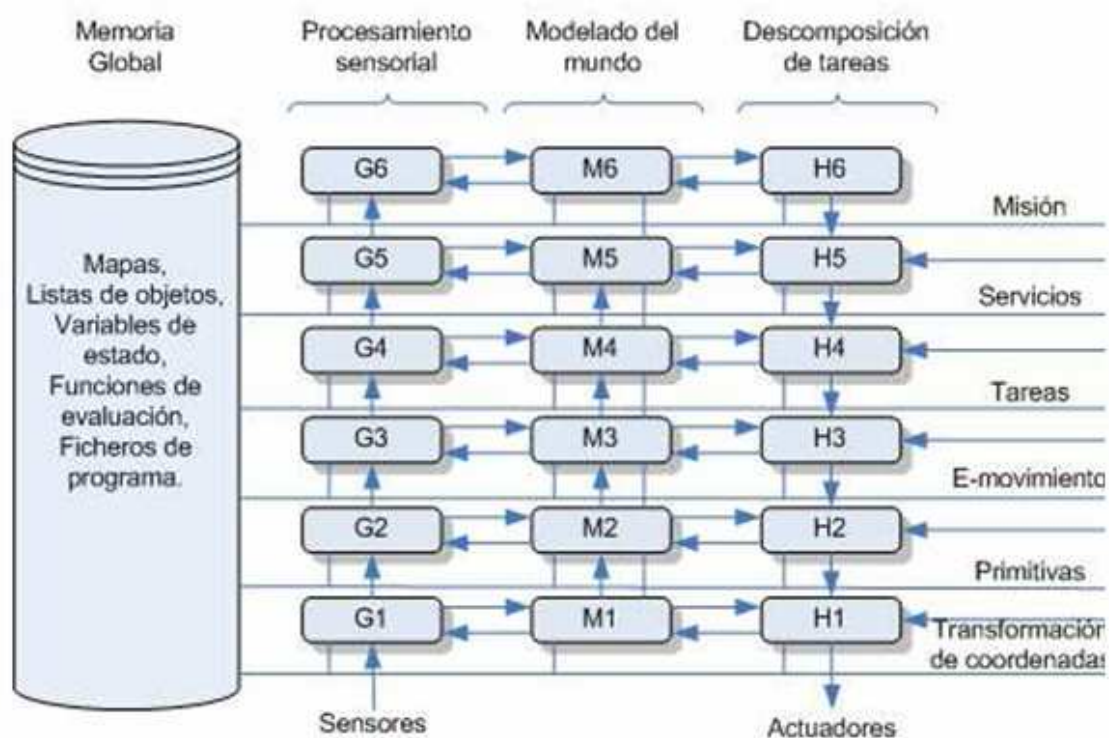 Memoria
Global
Procesamiento
sensorial
Modelado del
mundo
Descomposición
de tareas
G6
M6
H6
Misión
Mapas,
Listas de objetos,
Variables de
estado,
Funciones de
evaluación,
Ficheros de
programa.
G5
M5
H5
Servicios
G4
M4
H4
Tareas
G3
M3
H3
E-movimiento
G2
M2
H2
Primitivas
G1
M1
H1
Transformación
de coordenadas
Sensores
Actuadores